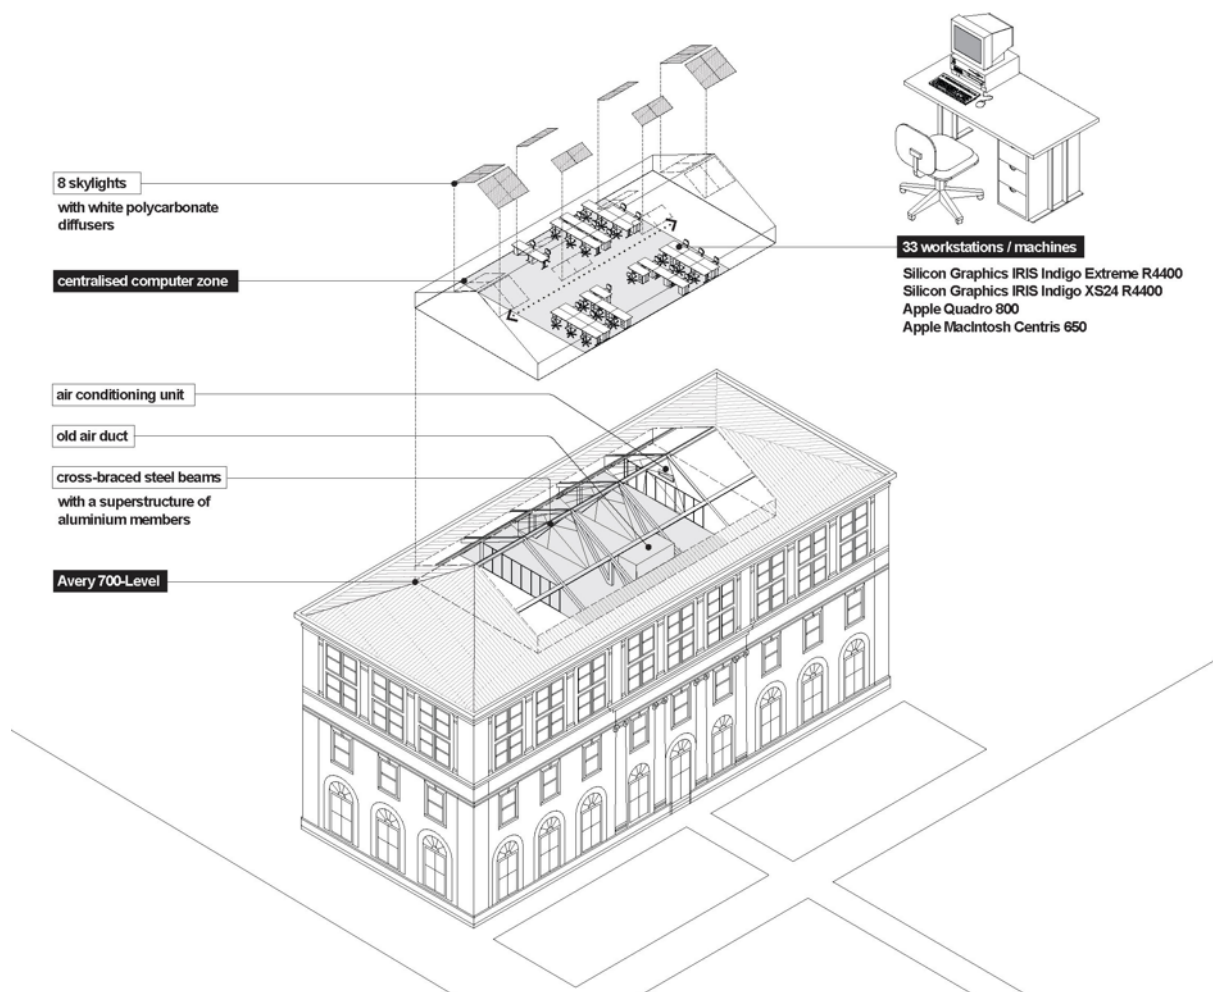 8 skylights
with white polycarbonate
diffusers
centralised computer zone
33 workstations / machines
Silicon Graphics IRIS Indigo Extreme R4400
Silicon Graphics IRIS Indigo XS24 R4400
Apple Quadro 800
Apple MacIntosh Centris 650
air conditioning unit
old air duct
cross-braced steel beams
with a superstructure of
aluminium members
Avery 700-Level